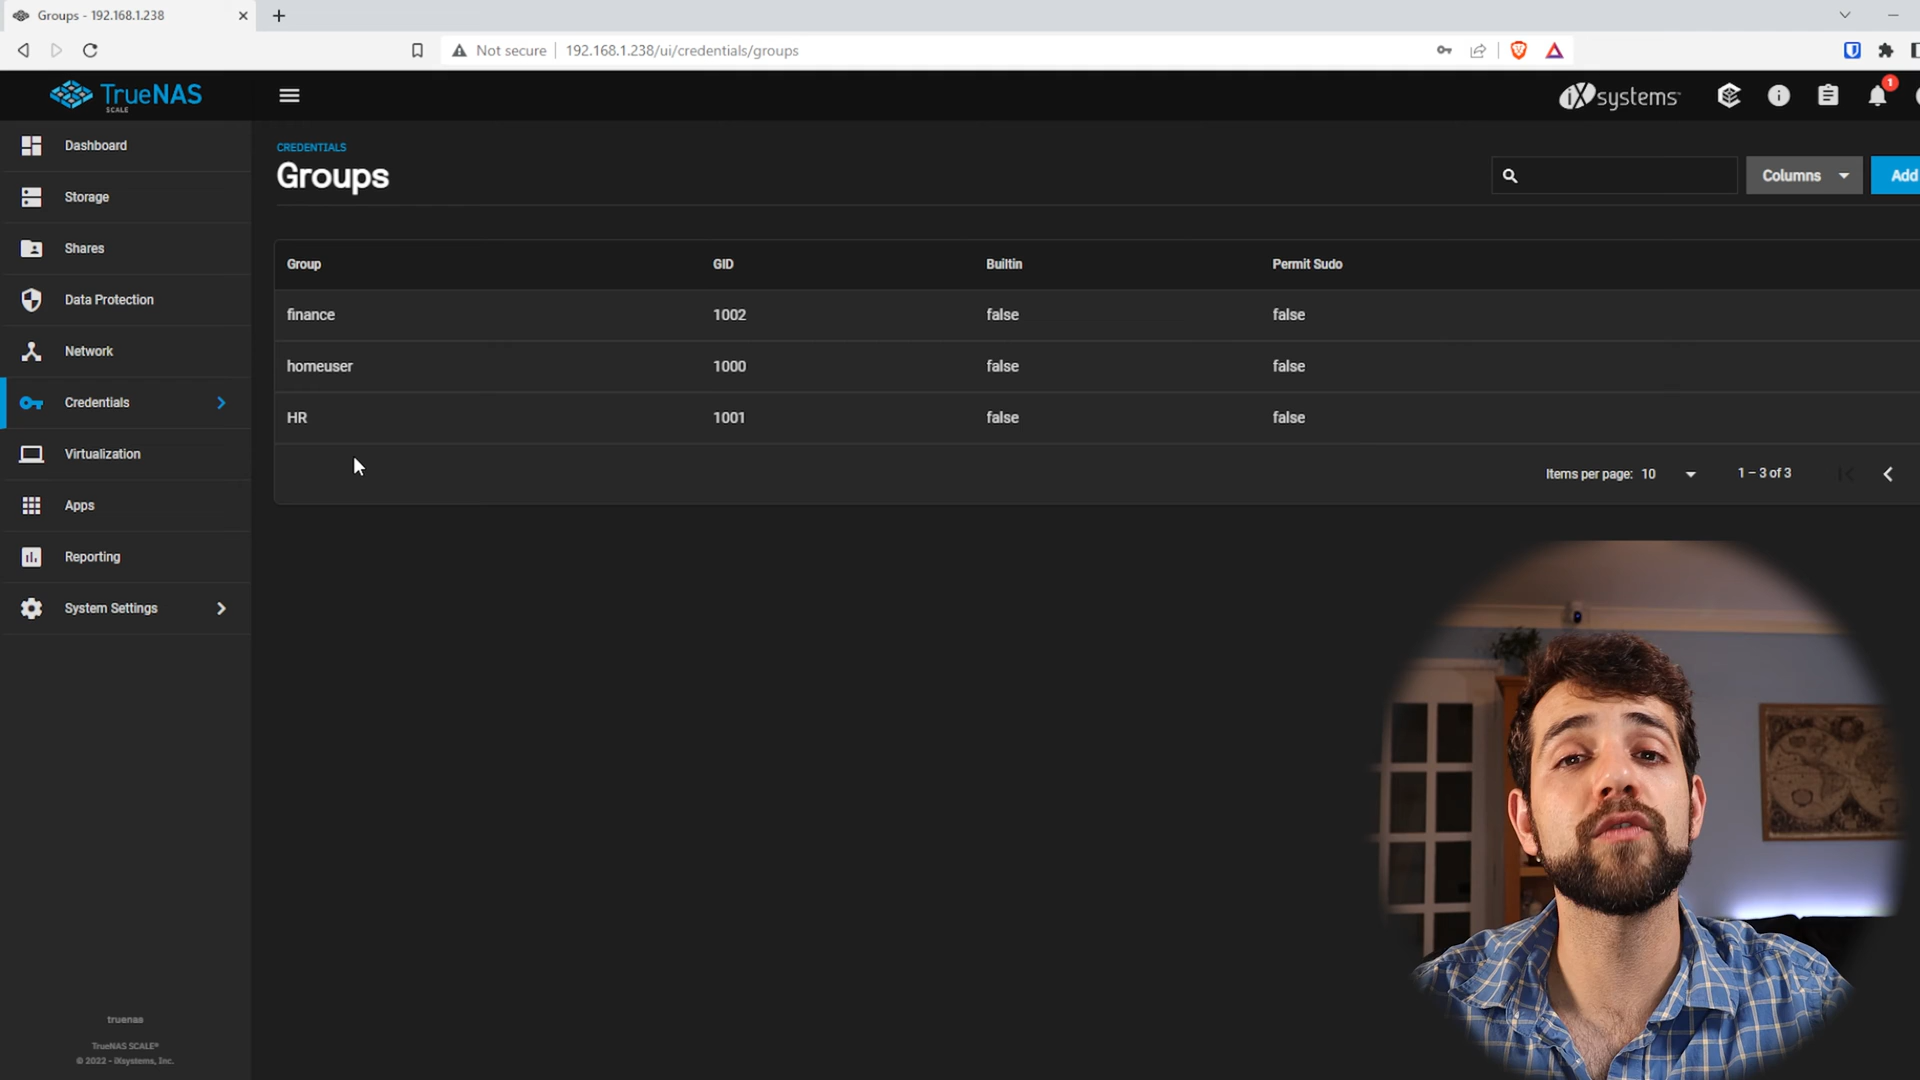 Groups - 192.168.1.238
Not secure 192.168.1.238/ui/credentials/groups
TrueNAS
SCALE
iXsystems
1
Dashboard
Storage
Shares
Data Protection
Network
Credentials
Virtualization
Apps
Reporting
System Settings
truenas
TrueNAS SCALE®
© 2022 - iXsystems, Inc.
CREDENTIALS
Groups
Columns
Add
Group GID Builtin Permit Sudo
finance 1002 false false
homeuser 1000 false false
HR 1001 false false
Items per page: 10 1 – 3 of 3